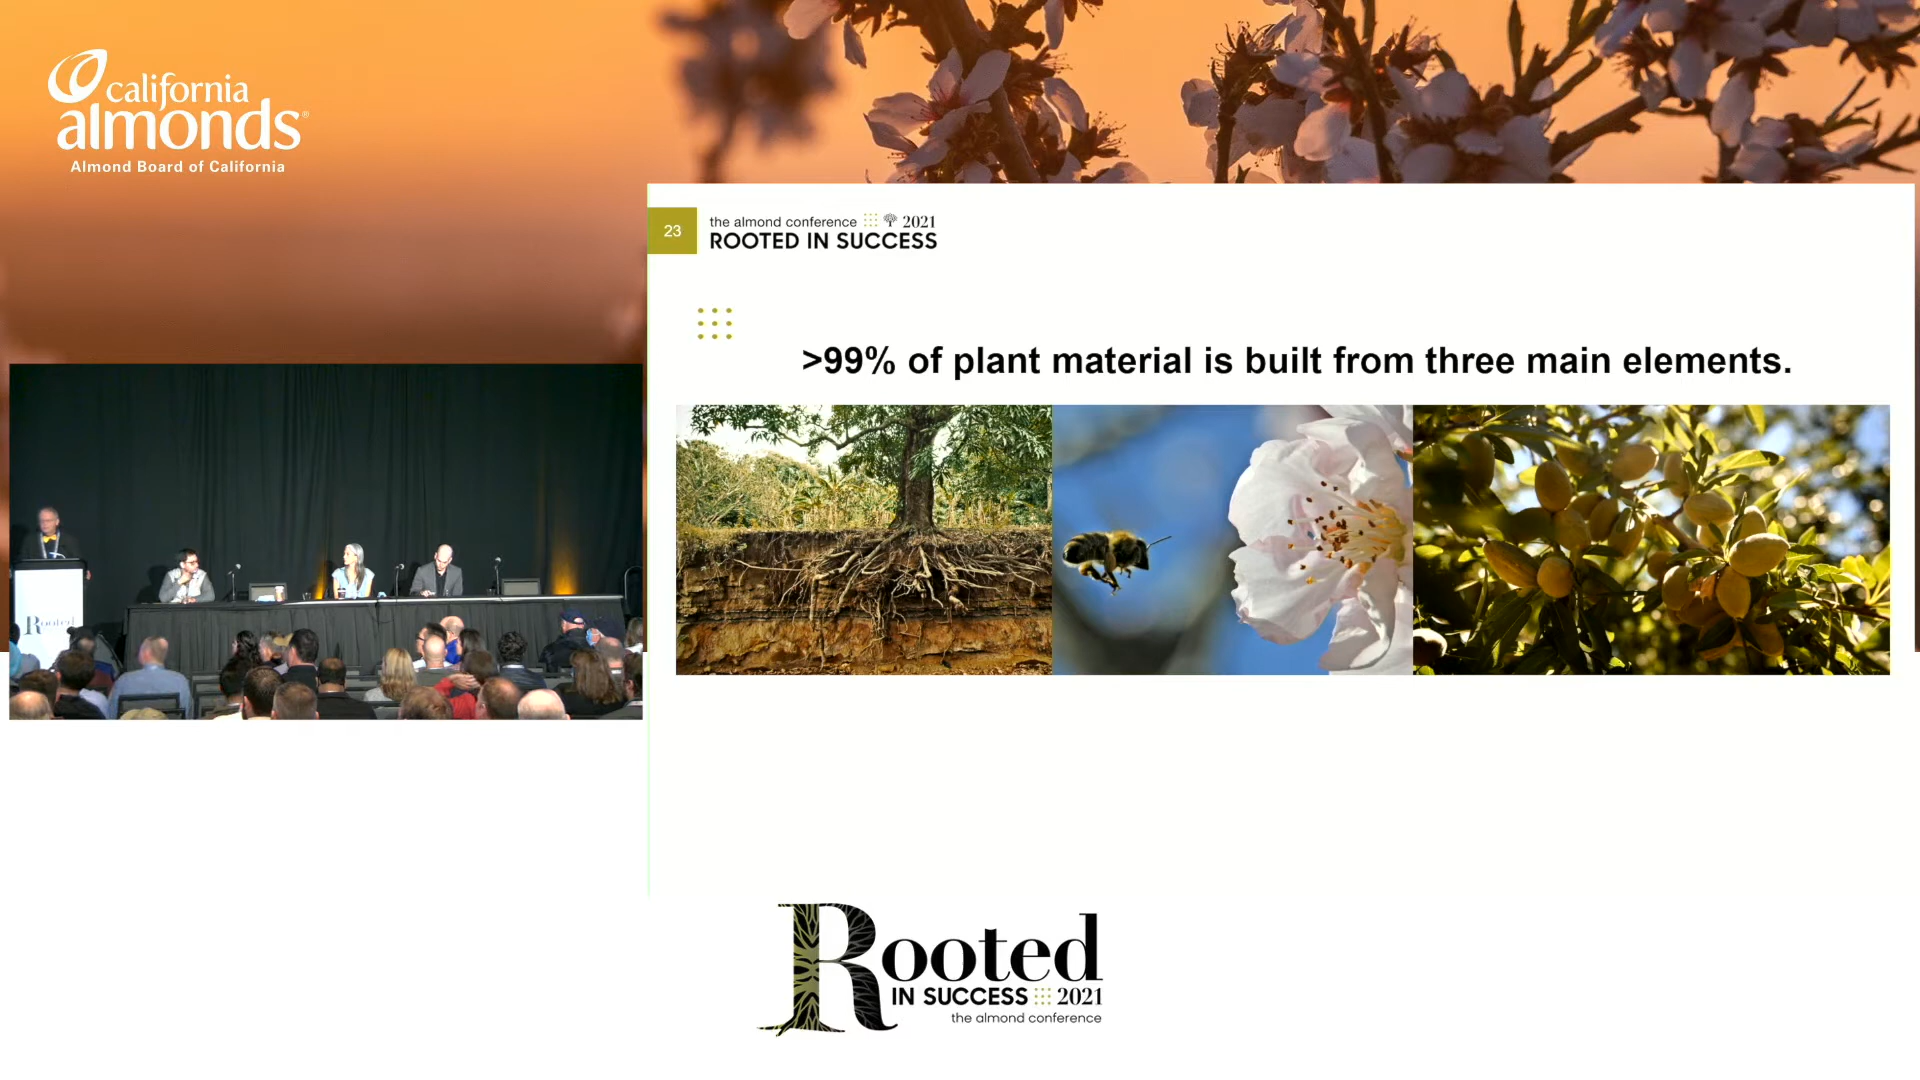 california
almonds®
Almond Board of California
23
the almond conference 2021
ROOTED IN SUCCESS
>99% of plant material is built from three main elements.
Rooted
Rooted
IN SUCCESS 2021
the almond conference